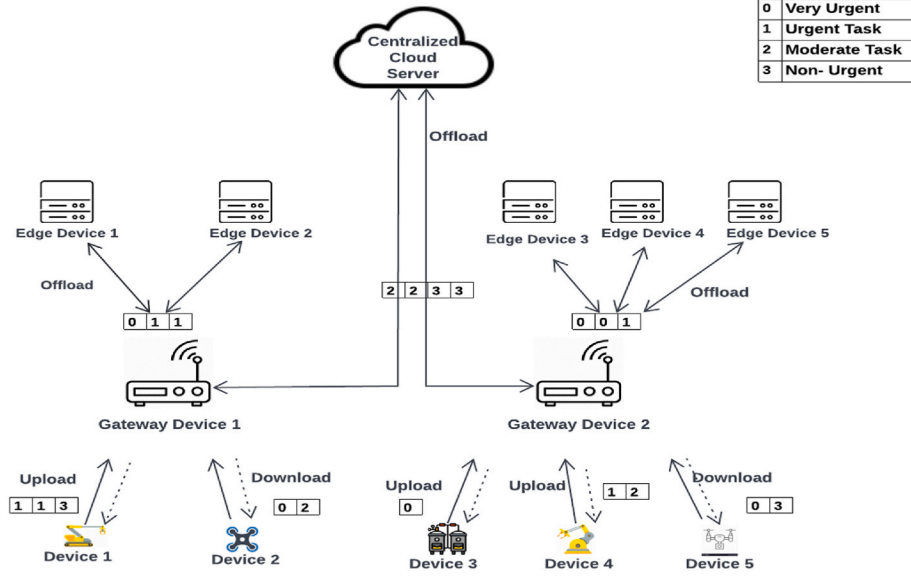 0 Very Urgent
1 Urgent Task
2 Moderate Task
3 Non- Urgent
Centralized
Cloud
Server
Offload
Edge Device 1
Edge Device 2
Edge Device 3
Edge Device 4
Edge Device 5
Offload
Offload
2 2 3 3
0 1 1
0 0 1
Gateway Device 1
Gateway Device 2
Upload
Download
Upload
Upload
Download
1 1 3
0 2
0
1 2
0 3
Device 1
Device 2
Device 3
Device 4
Device 5